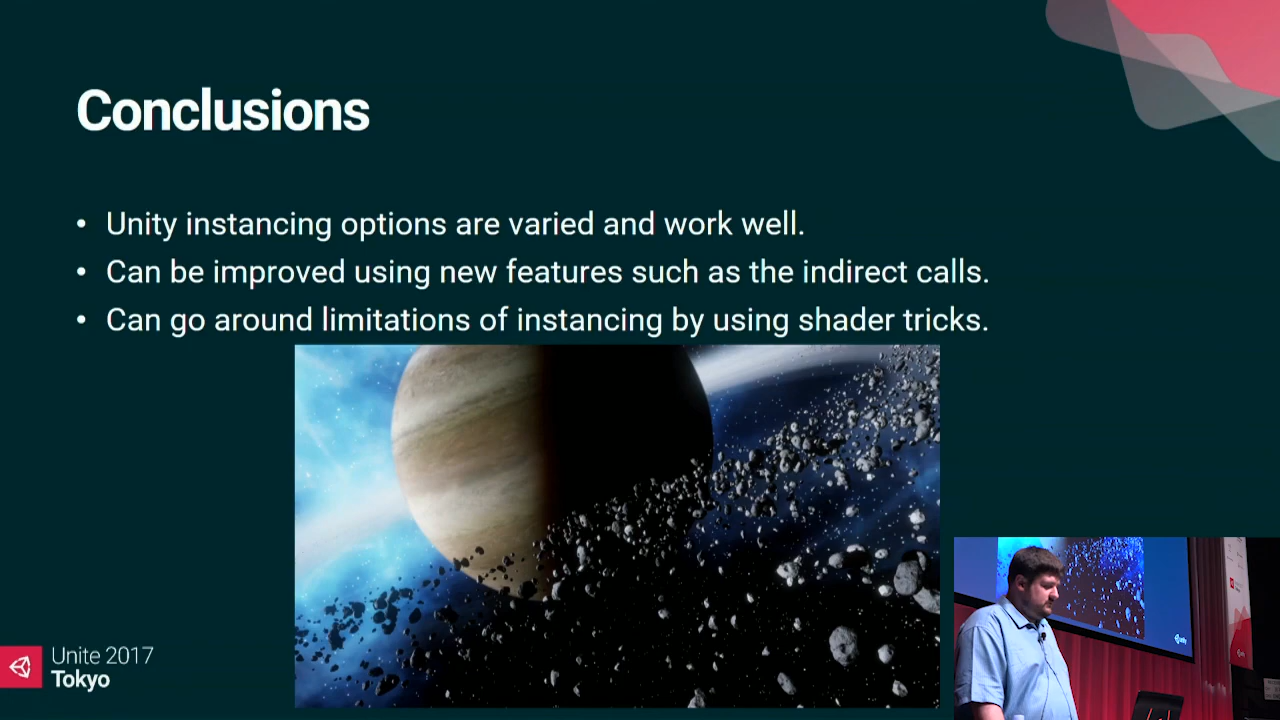 Conclusions
• Unity instancing options are varied and work well.
• Can be improved using new features such as the indirect calls.
• Can go around limitations of instancing by using shader tricks.
Unite 2017
Tokyo
unity